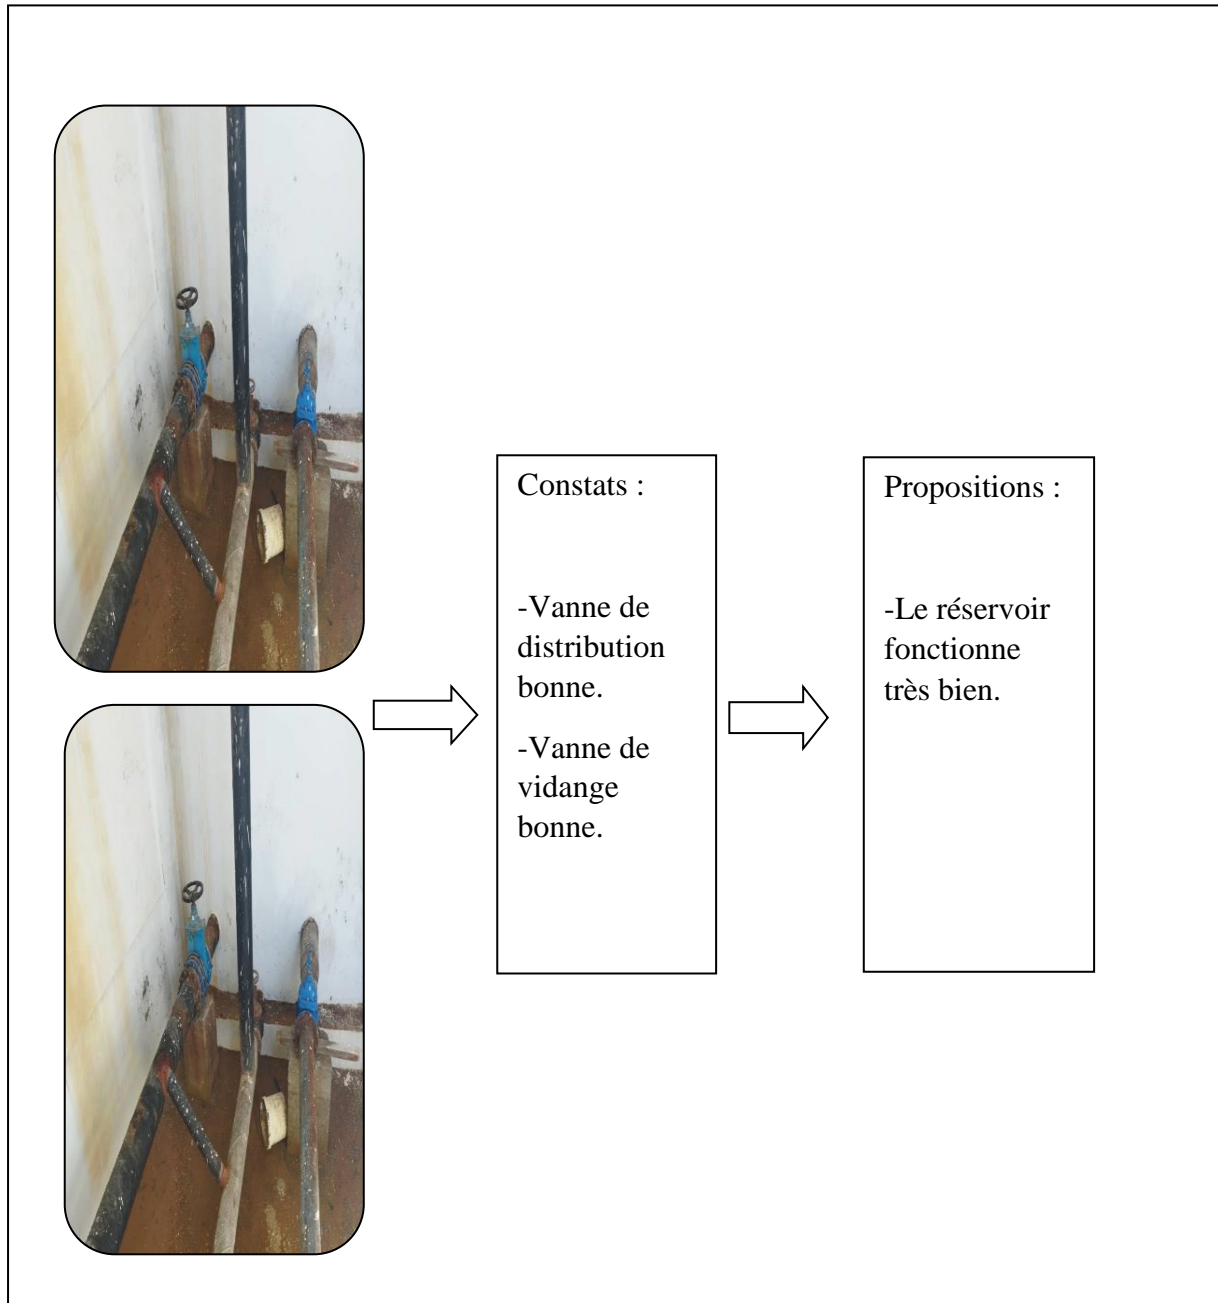 Constats :
-Vanne de
distribution
bonne.
-Vanne de
vidange
bonne.
Propositions :
-Le réservoir
fonctionne
très bien.